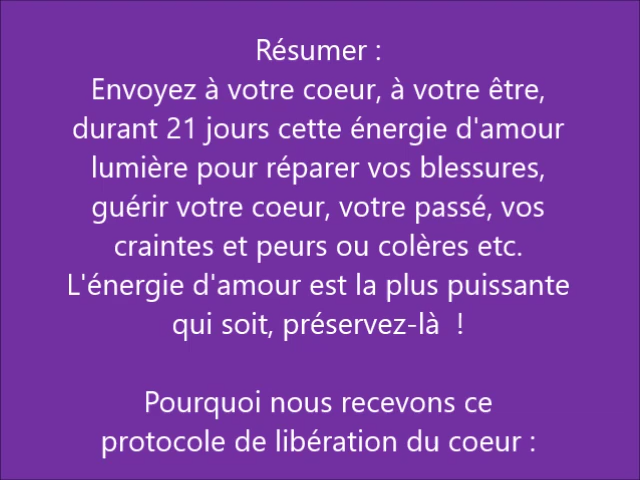 Résumer :
Envoyez à votre coeur, à votre être,
durant 21 jours cette énergie d'amour
lumière pour réparer vos blessures,
guérir votre coeur, votre passé, vos
craintes et peurs ou colères etc.
L'énergie d'amour est la plus puissante
qui soit, préservez-là  !
Pourquoi nous recevons ce
protocole de libération du coeur :